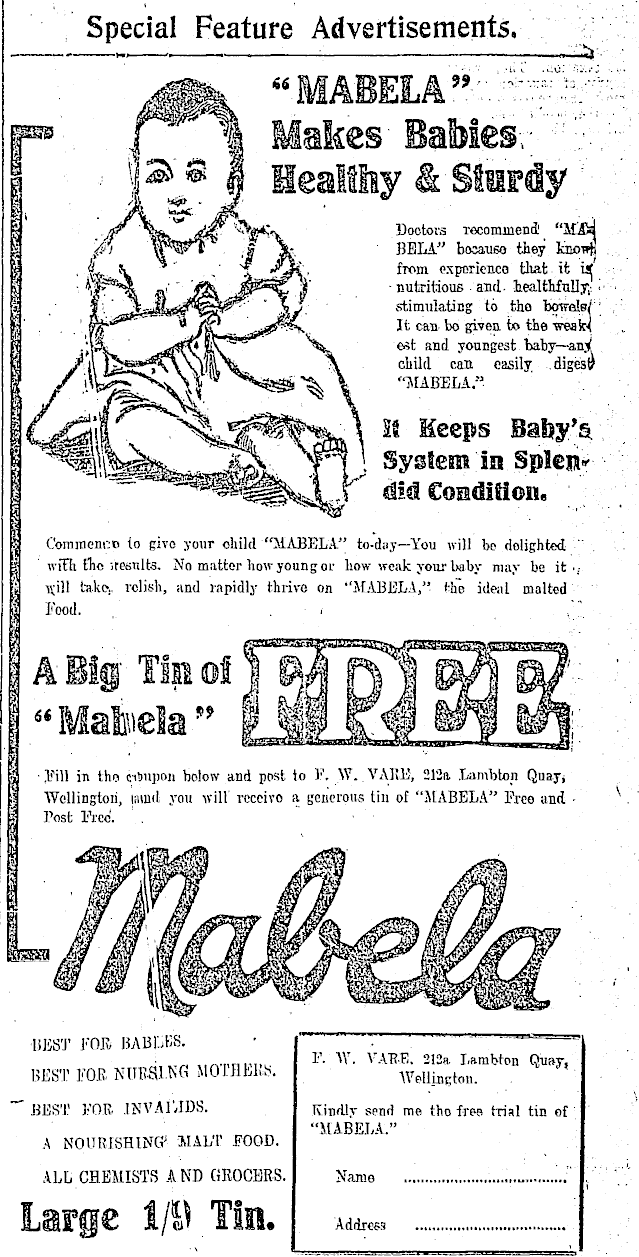 Special Feature Advertisements.
"MABELA"
Makes Babies
Healthy & Sturdy
Doctors recommend "MA-
BELA" because they know
from experience that it is
nutritious and healthfully
stimulating to the bowels.
It can be given to the weak-
est and youngest baby—any
child can easily digest
"MABELA."
It Keeps Baby's
System in Splen-
did Condition.
Commence to give your child "MABELA" to-day—You will be delighted
with the results. No matter how young or how weak your baby may be it
will take, relish, and rapidly thrive on "MABELA," the ideal malted
Food.
A Big Tin of
"Mabela"
FREE
Fill in the coupon below and post to F. W. VARE, 212a Lambton Quay,
Wellington, and you will receive a generous tin of "MABELA" Free and
Post Free.
Mabela
BEST FOR BABIES.
BEST FOR NURSING MOTHERS.
BEST FOR INVALIDS.
A NOURISHING MALT FOOD.
ALL CHEMISTS AND GROCERS.
Large 1/9 Tin.
F. W. VARE, 212a Lambton Quay,
Wellington.
Kindly send me the free trial tin of
"MABELA."
Name ..............................
Address ............................